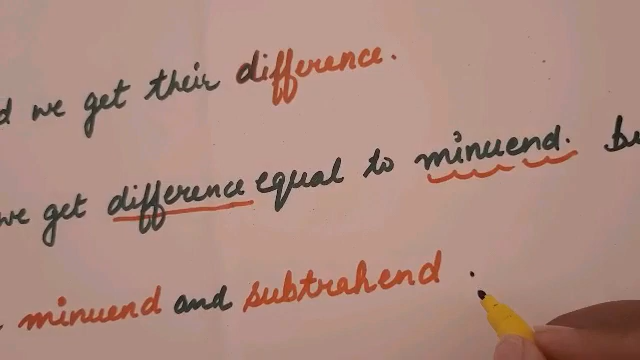 we get their difference.
we get difference equal to minuend.
minuend and subtrahend